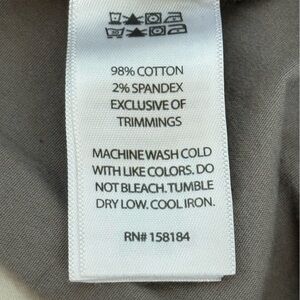 98% COTTON
2% SPANDEX
EXCLUSIVE OF
TRIMMINGS
MACHINE WASH COLD
WITH LIKE COLORS. DO
NOT BLEACH. TUMBLE
DRY LOW. COOL IRON.
RN# 158184